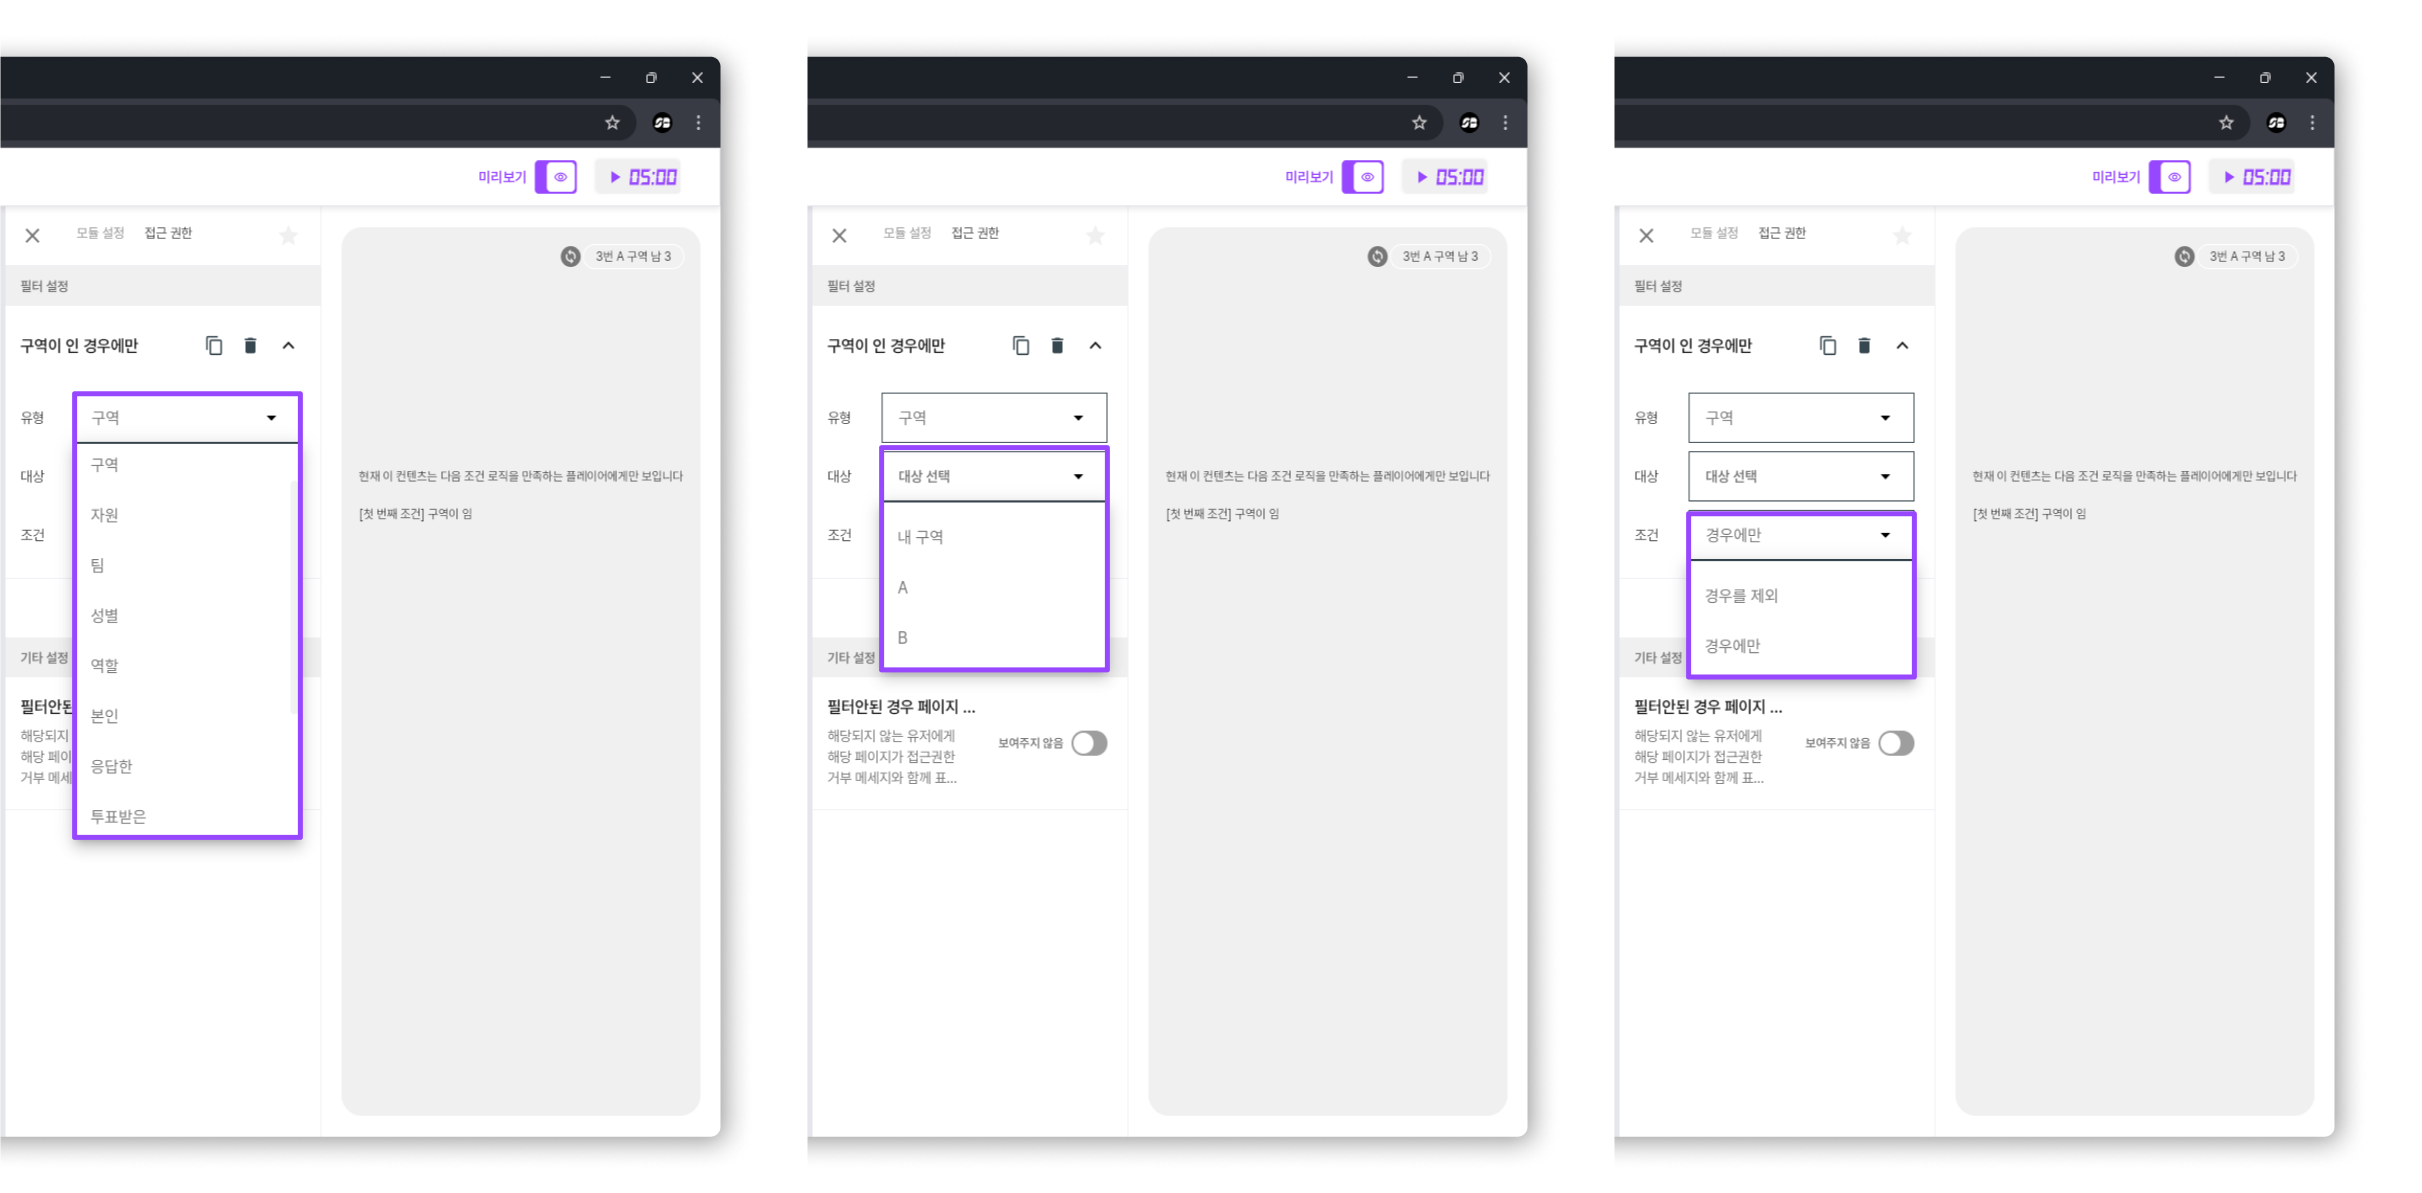 미리보기
05:00
모듈 설정 접근 권한
필터 설정
구역이 인 경우에만
유형 구역
구역
대상
자원
조건
팀
성별
기타 설정
역할
필터안된
본인
해당되지
해당 페이
응답한
거부 메세
투표받은
3번 A 구역 남 3
현재 이 컨텐츠는 다음 조건 로직을 만족하는 플레이어에게만 보입니다
[첫 번째 조건] 구역이 임
미리보기
05:00
모듈 설정 접근 권한
필터 설정
구역이 인 경우에만
유형 구역
대상 대상 선택
조건
내 구역
A
B
기타 설정
필터안된 경우 페이지 ...
해당되지 않는 유저에게
해당 페이지가 접근권한
거부 메세지와 함께 표...
보여주지 않음
3번 A 구역 남 3
현재 이 컨텐츠는 다음 조건 로직을 만족하는 플레이어에게만 보입니다
[첫 번째 조건] 구역이 임
미리보기
05:00
모듈 설정 접근 권한
필터 설정
구역이 인 경우에만
유형 구역
대상 대상 선택
조건 경우에만
경우를 제외
경우에만
기타 설정
필터안된 경우 페이지 ...
해당되지 않는 유저에게
해당 페이지가 접근권한
거부 메세지와 함께 표...
보여주지 않음
3번 A 구역 남 3
현재 이 컨텐츠는 다음 조건 로직을 만족하는 플레이어에게만 보입니다
[첫 번째 조건] 구역이 임